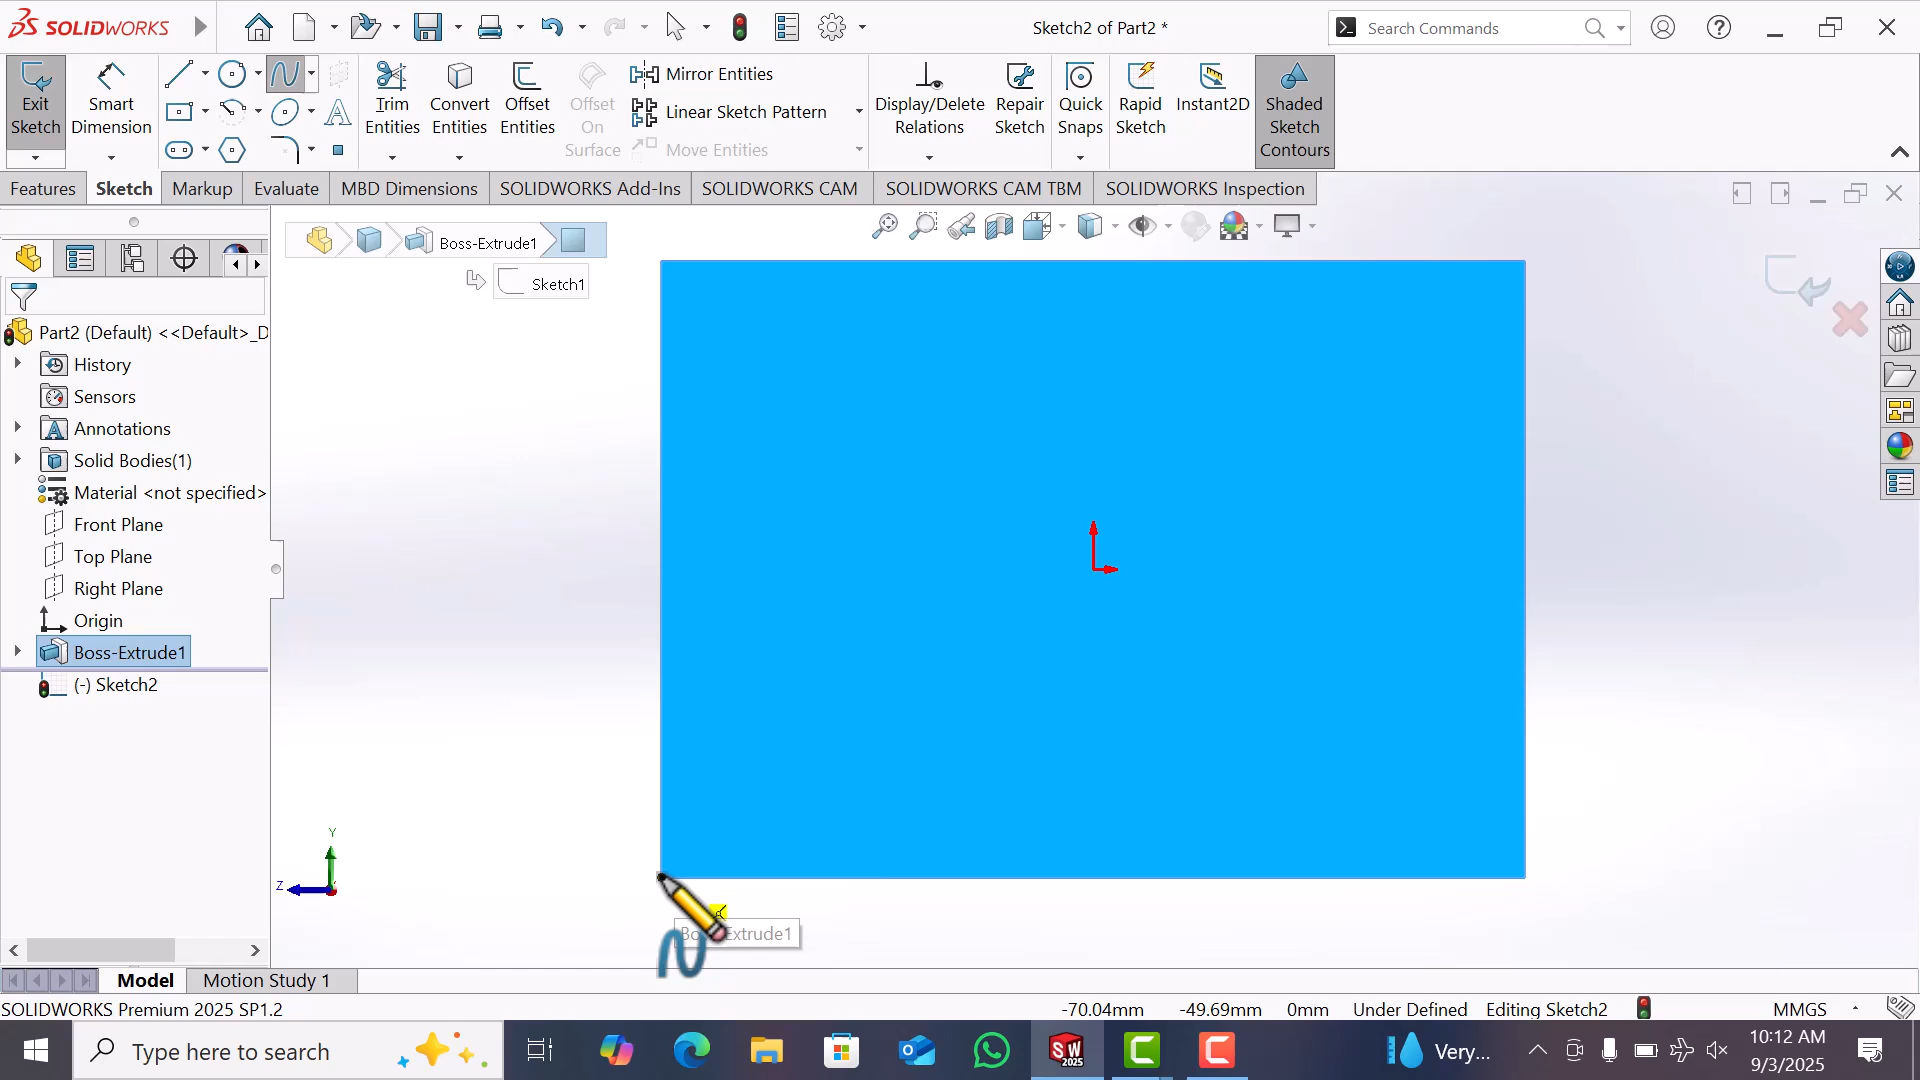 SOLIDWORKS
Sketch2 of Part2 *
Search Commands
Exit Sketch
Smart Dimension
Trim Entities
Convert Entities
Offset Entities
Offset On Surface
Mirror Entities
Linear Sketch Pattern
Move Entities
Display/Delete Relations
Repair Sketch
Quick Snaps
Rapid Sketch
Instant2D
Shaded Sketch Contours
Features
Sketch
Markup
Evaluate
MBD Dimensions
SOLIDWORKS Add-Ins
SOLIDWORKS CAM
SOLIDWORKS CAM TBM
SOLIDWORKS Inspection
Boss-Extrude1
Sketch1
Part2 (Default) <<Default>_D
History
Sensors
Annotations
Solid Bodies(1)
Material <not specified>
Front Plane
Top Plane
Right Plane
Origin
Boss-Extrude1
(-) Sketch2
Y
Z
Model
Motion Study 1
SOLIDWORKS Premium 2025 SP1.2
-70.04mm
-49.69mm
0mm
Under Defined
Editing Sketch2
MMGS
Type here to search
SW 2025
Very...
10:12 AM
9/3/2025